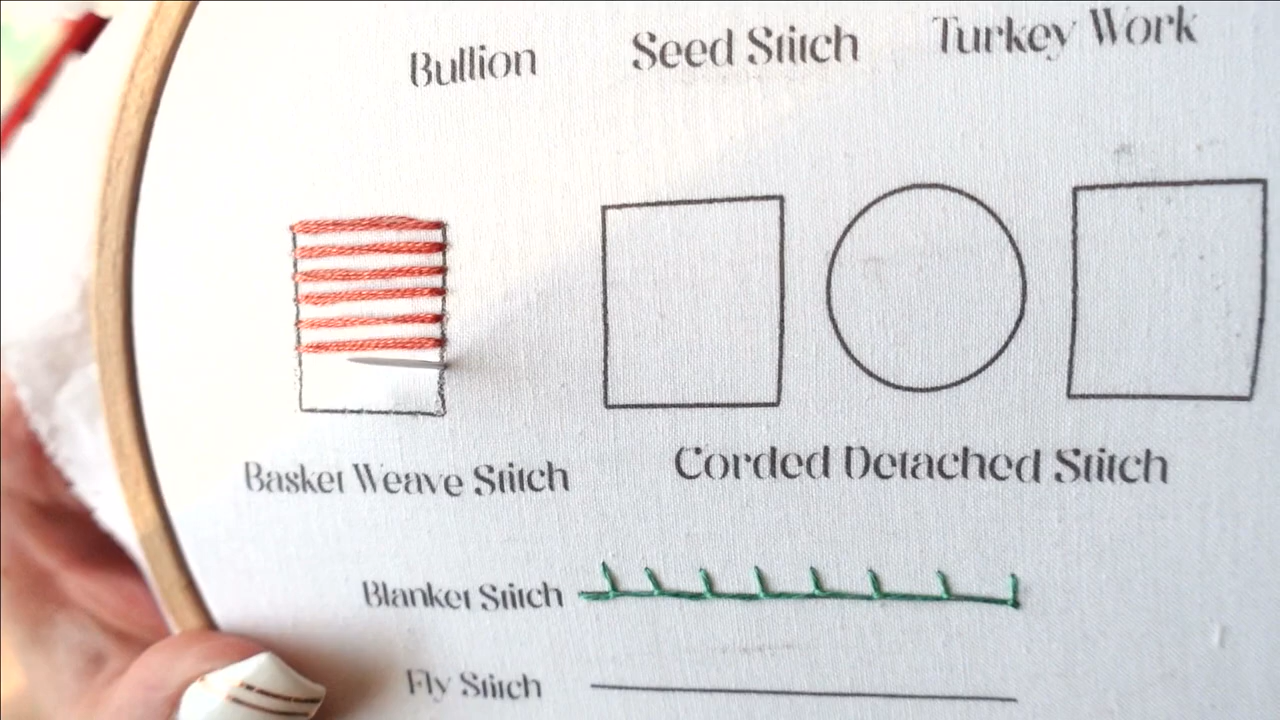 Bullion Seed Stitch Turkey Work
Basket Weave Stitch Corded Detached Stitch
Blanket Stitch
Fly Stitch